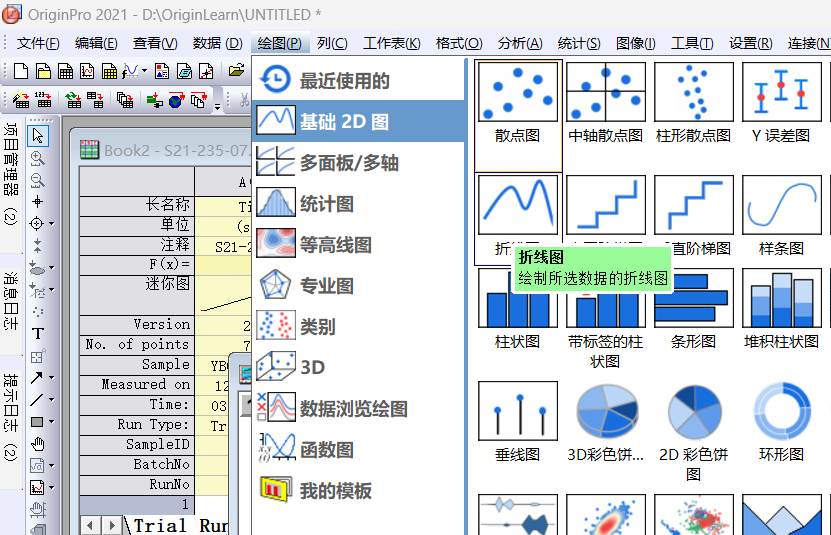 OriginPro 2021 - D:\OriginLearn\UNTITLED *
文件(F) 编辑(E) 查看(V) 数据 (D) 绘图(P) 列(C) 工作表(K) 格式(O) 分析(A) 统计(S) 图像(I) 工具(T) 设置(R) 连接(N
项目管理器 (2)
消息日志
提示日志 (2)
Book2 - S21-235-07.
A(
长名称 Ti
单位 (s
注释 S21-2
F(x)=
迷你图
Version 2
No. of points 7
Sample YB
Measured on 12
Time: 03
Run Type: Tr
SampleID
BatchNo
RunNo
1
Trial Run
最近使用的
基础 2D 图
多面板/多轴
统计图
等高线图
专业图
类别
3D
数据浏览绘图
函数图
我的模板
散点图 中轴散点图 柱形散点图 Y 误差图
直阶梯图 样条图
折线图
绘制所选数据的折线图
柱状图 带标签的柱状图 条形图 堆积柱状图
垂线图 3D彩色饼... 2D 彩色饼图 环形图